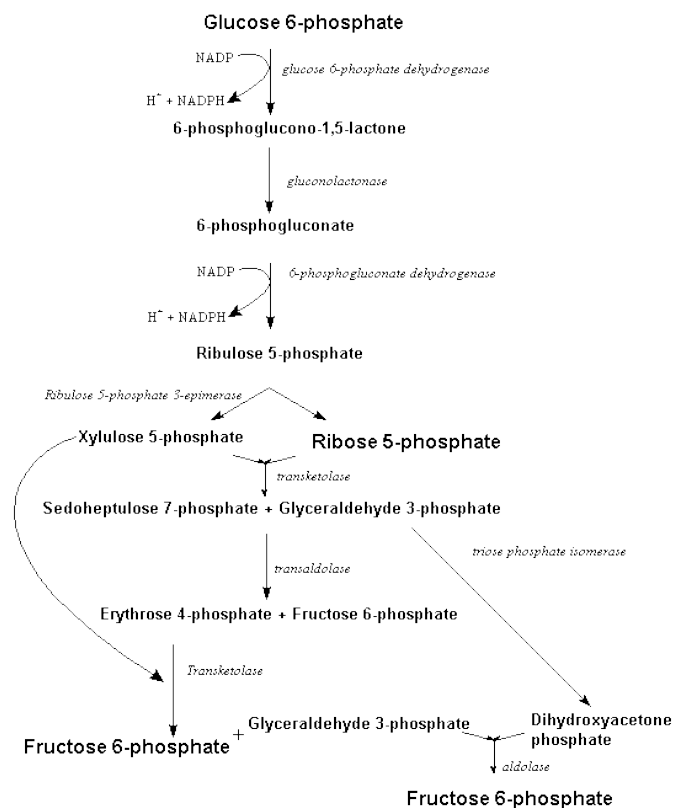 Glucose 6-phosphate
NADP
glucose 6-phosphate dehydrogenase
H⁺ + NADPH
6-phosphoglucono-1,5-lactone
gluconolactonase
6-phosphogluconate
NADP
6-phosphogluconate dehydrogenase
H⁺ + NADPH
Ribulose 5-phosphate
Ribulose 5-phosphate 3-epimerase
Xylulose 5-phosphate
Ribose 5-phosphate
transketolase
Sedoheptulose 7-phosphate + Glyceraldehyde 3-phosphate
triose phosphate isomerase
transaldolase
Erythrose 4-phosphate + Fructose 6-phosphate
Transketolase
Fructose 6-phosphate + Glyceraldehyde 3-phosphate
Dihydroxyacetone
phosphate
aldolase
Fructose 6-phosphate